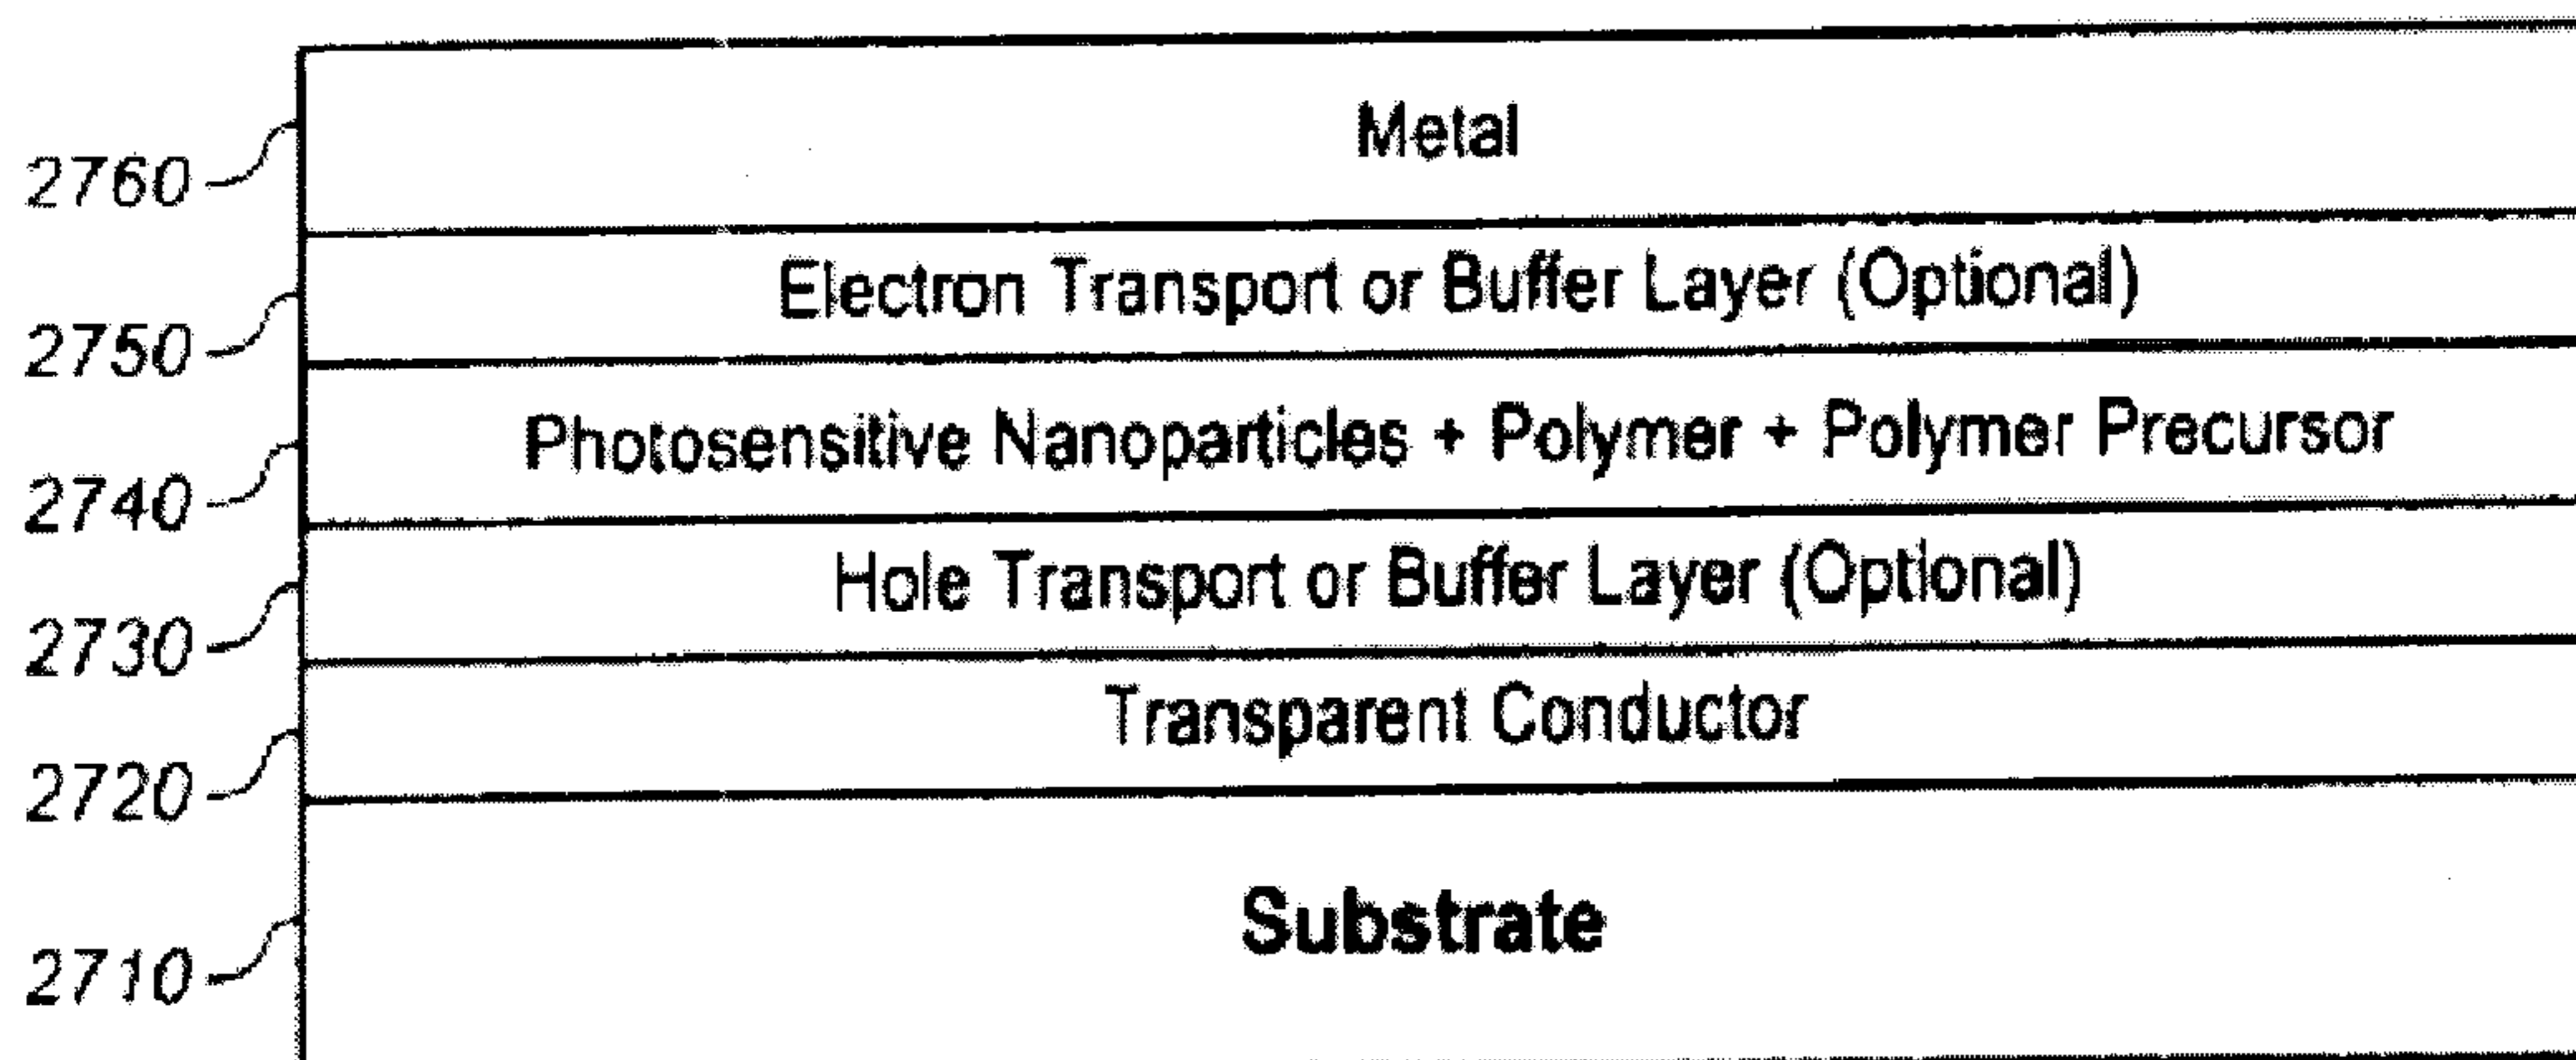 Metal
2760
Electron Transport or Buffer Layer (Optional)
2750
Photosensitive Nanoparticles + Polymer + Polymer Precursor
2740
Hole Transport or Buffer Layer (Optional)
2730
Transparent Conductor
2720
Substrate
2710